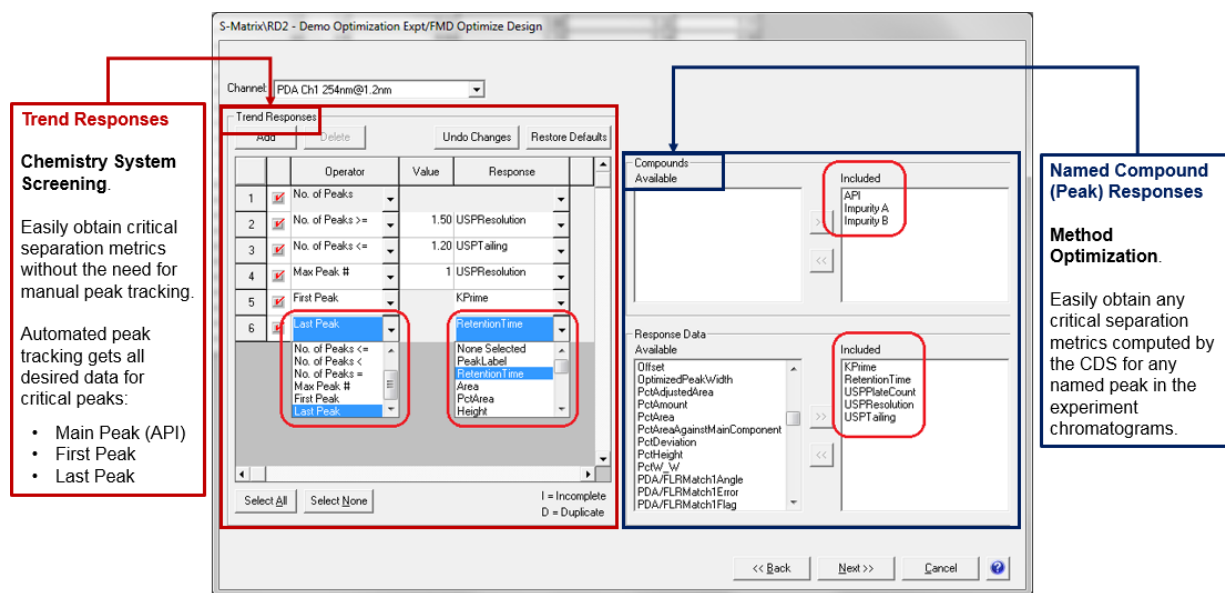 S-Matrix\RD2 - Demo Optimization Expt/FMD Optimize Design
Channel: PDA Ch1 254nm@1.2nm
Trend Responses
Chemistry System
Screening.
Easily obtain critical
separation metrics
without the need for
manual peak tracking.
Automated peak
tracking gets all
desired data for
critical peaks:
• Main Peak (API)
• First Peak
• Last Peak
Trend Responses
Add Delete Undo Changes Restore Defaults
Operator Value Response
1 No. of Peaks
2 No. of Peaks >= 1.50 USPResolution
3 No. of Peaks <= 1.20 USPTailing
4 Max Peak # 1 USPResolution
5 First Peak KPrime
6 Last Peak RetentionTime
No. of Peaks <=
No. of Peaks <
No. of Peaks =
Max Peak #
First Peak
Last Peak
None Selected
PeakLabel
RetentionTime
Area
PctArea
Height
Select All Select None
I = Incomplete
D = Duplicate
Compounds
Available
Included
API
Impurity A
Impurity B
>>
<<
Response Data
Available
Offset
OptimizedPeakWidth
PctAdjustedArea
PctAmount
PctArea
PctAreaAgainstMainComponent
PctDeviation
PctHeight
PctW_W
PDA/FLRMatch1Angle
PDA/FLRMatch1Error
PDA/FLRMatch1Flag
>>
<<
Included
KPrime
RetentionTime
USPPlateCount
USPResolution
USPTailing
<< Back Next >> Cancel ?
Named Compound
(Peak) Responses
Method
Optimization.
Easily obtain any
critical separation
metrics computed by
the CDS for any
named peak in the
experiment
chromatograms.